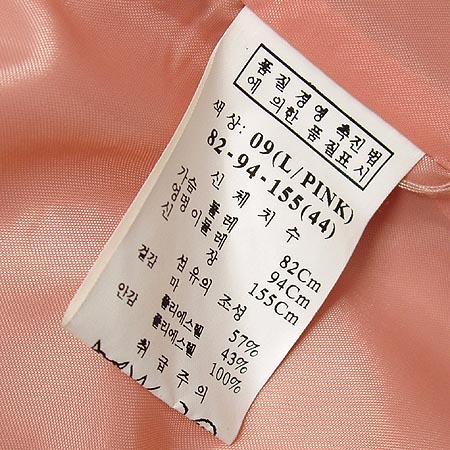 품질경영 촉진법
에 의한 품질표시
색상: 09(L/PINK)
82-94-155(44)
신체치수
가슴둘레 82Cm
엉덩이둘레 94Cm
신장 155Cm
섬유의 조성
겉감 마 57%
폴리에스텔 43%
안감 폴리에스텔 100%
취급주의